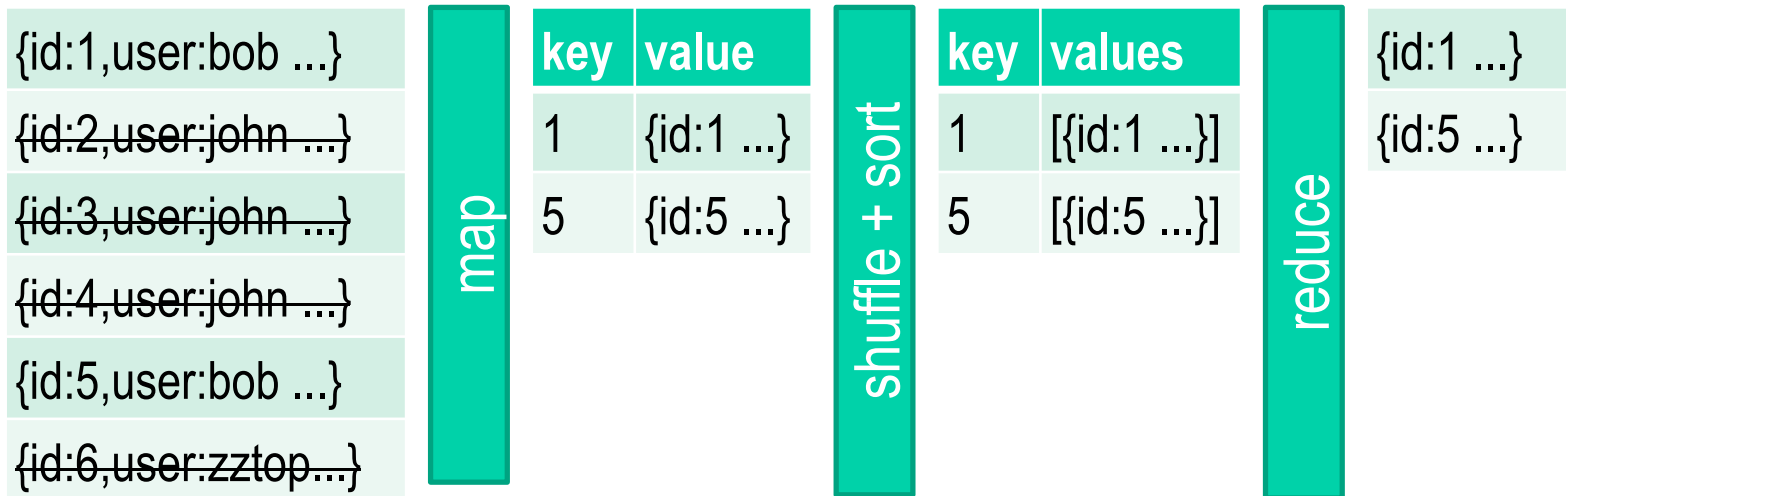 {id:1,user:bob ...}
{id:2,user:john ...}
{id:3,user:john ...}
{id:4,user:john ...}
{id:5,user:bob ...}
{id:6,user:zztop...}
map
key value
1 {id:1 ...}
5 {id:5 ...}
shuffle + sort
key values
1 [{id:1 ...}]
5 [{id:5 ...}]
reduce
{id:1 ...}
{id:5 ...}